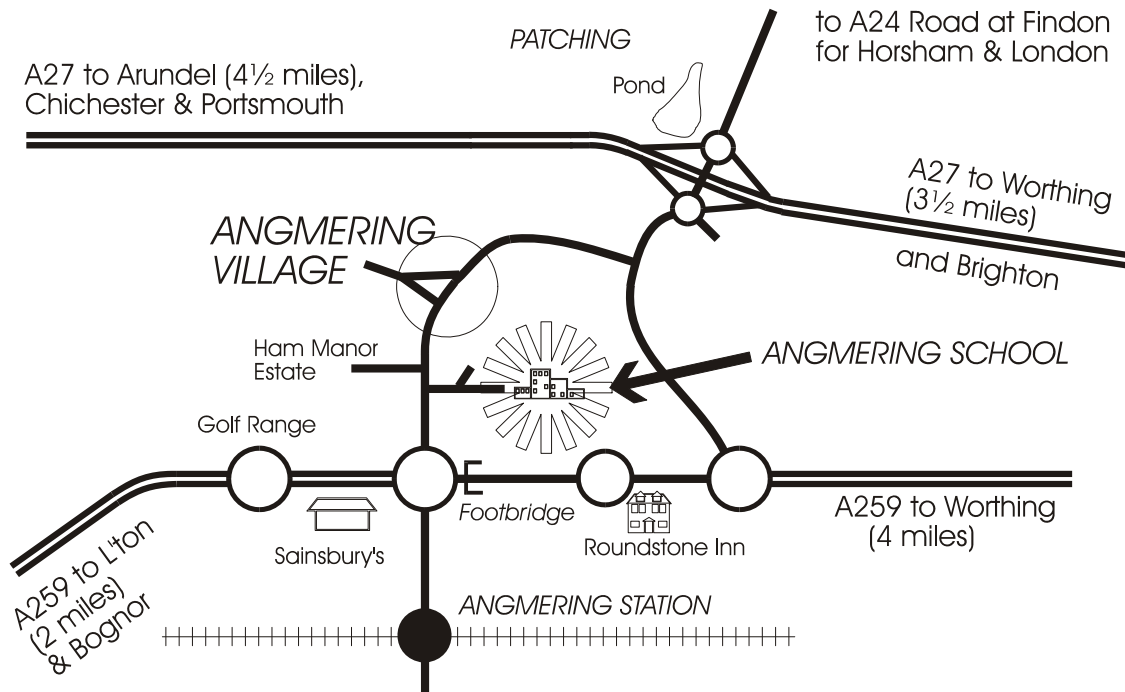 PATCHING
to A24 Road at Findon
for Horsham & London
A27 to Arundel (4½ miles),
Chichester & Portsmouth
Pond
A27 to Worthing
(3½ miles)
and Brighton
ANGMERING
VILLAGE
Ham Manor
Estate
ANGMERING SCHOOL
Golf Range
Footbridge
A259 to Worthing
(4 miles)
Sainsbury's
Roundstone Inn
A259 to L'ton
(2 miles)
& Bognor
ANGMERING STATION